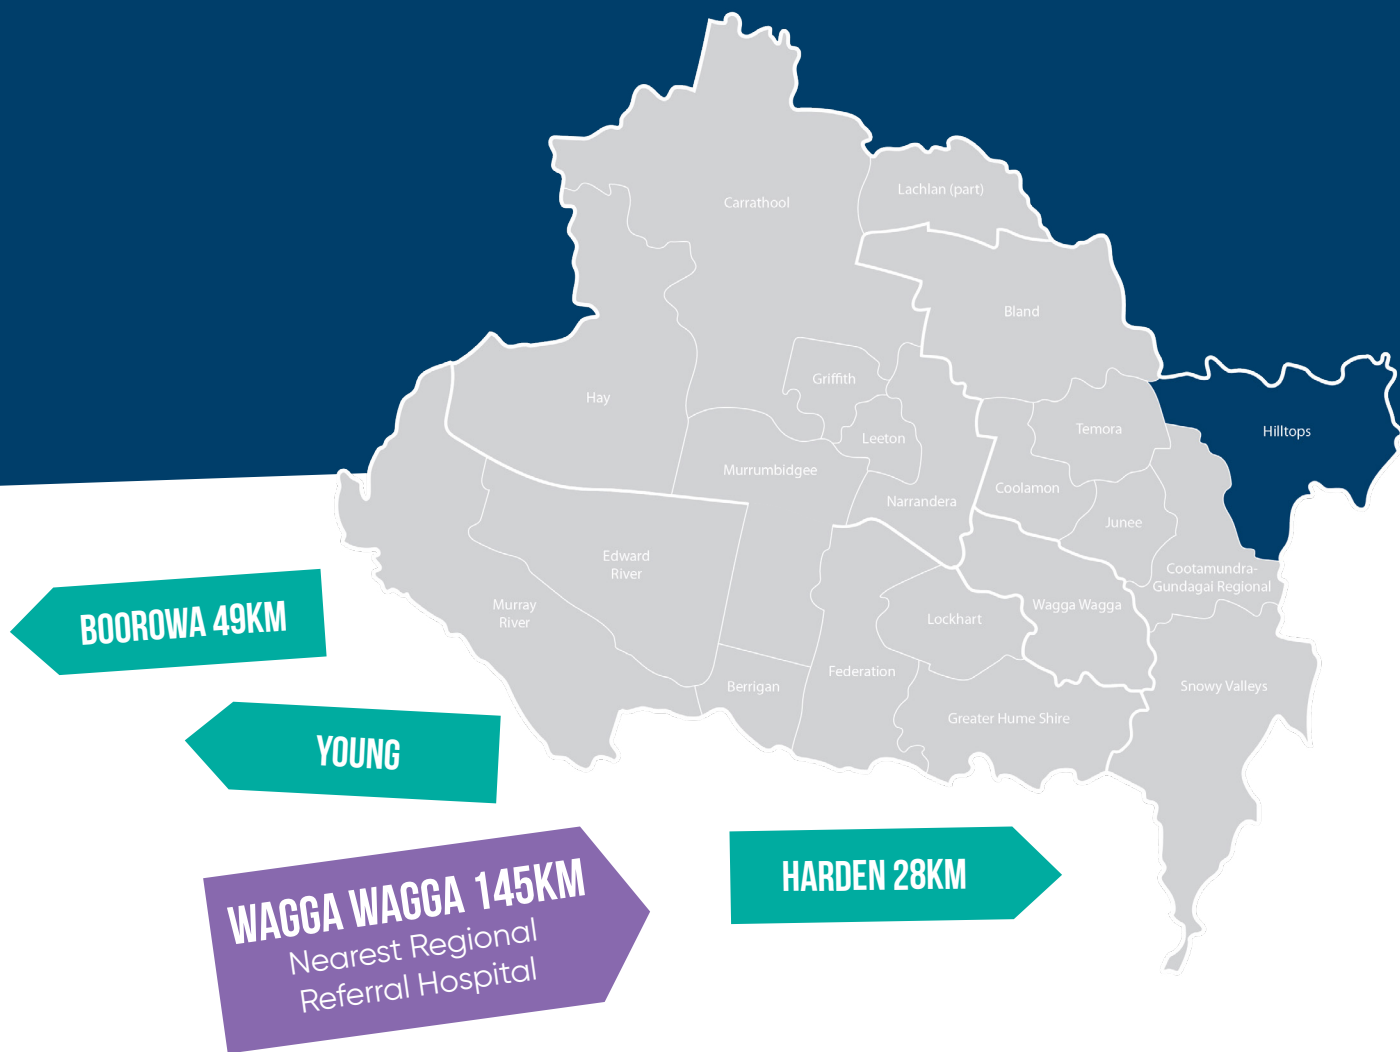 Carrathool
Lachlan (part)
Bland
Griffith
Hay
Leeton
Temora
Hilltops
Murrumbidgee
Narrandera
Coolamon
Junee
Edward
River
Cootamundra-
Gundagai Regional
Murray
River
Lockhart
Wagga Wagga
Federation
Berrigan
Snowy Valleys
Greater Hume Shire
BOOROWA 49KM
YOUNG
HARDEN 28KM
WAGGA WAGGA 145KM
Nearest Regional
Referral Hospital